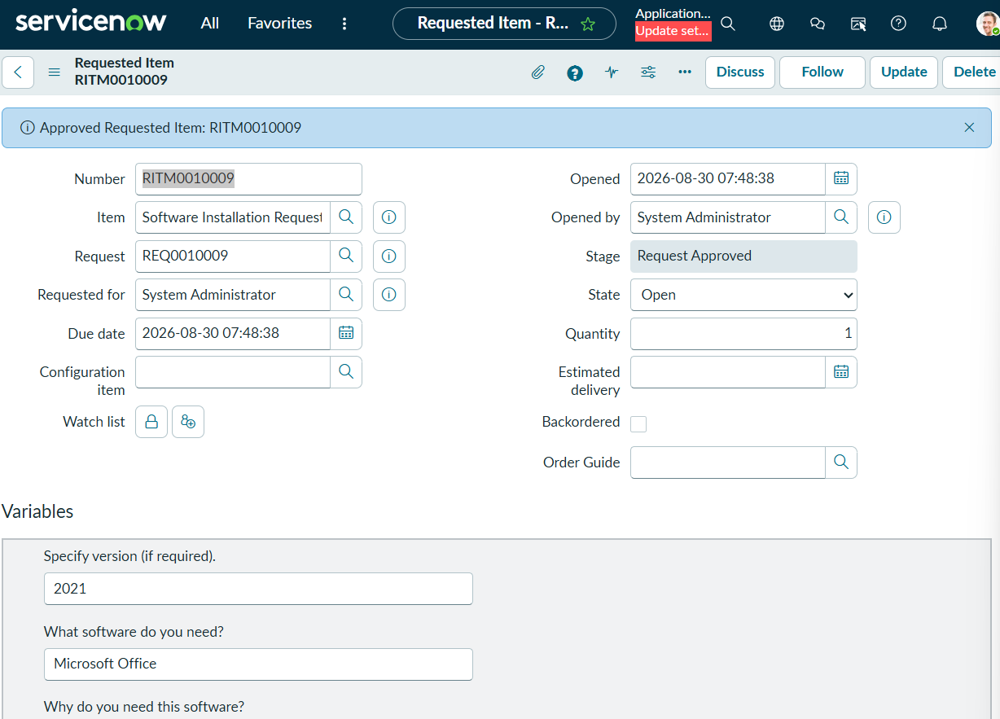 servicenow
All
Favorites
Requested Item - R...
Application...
Update set...
Requested Item
RITM0010009
Discuss
Follow
Update
Delete
Approved Requested Item: RITM0010009
Number
RITM0010009
Opened
2026-08-30 07:48:38
Item
Software Installation Request
Opened by
System Administrator
Request
REQ0010009
Stage
Request Approved
Requested for
System Administrator
State
Open
Due date
2026-08-30 07:48:38
Quantity
1
Configuration
item
Estimated
delivery
Watch list
Backordered
Order Guide
Variables
Specify version (if required).
2021
What software do you need?
Microsoft Office
Why do you need this software?